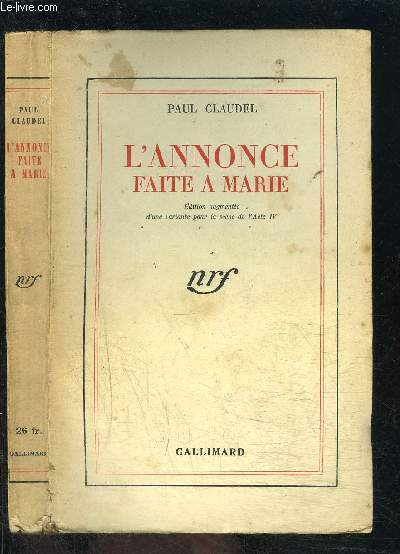 www.le-livre.com
PAUL
CLAUDEL
L'ANNONCE
FAITE
A MARIE
nrf
26 fr.
GALLIMARD
PAUL CLAUDEL
L'ANNONCE
FAITE A MARIE
Édition augmentée
d'une variante pour la scène de l'Acte IV
nrf
GALLIMARD